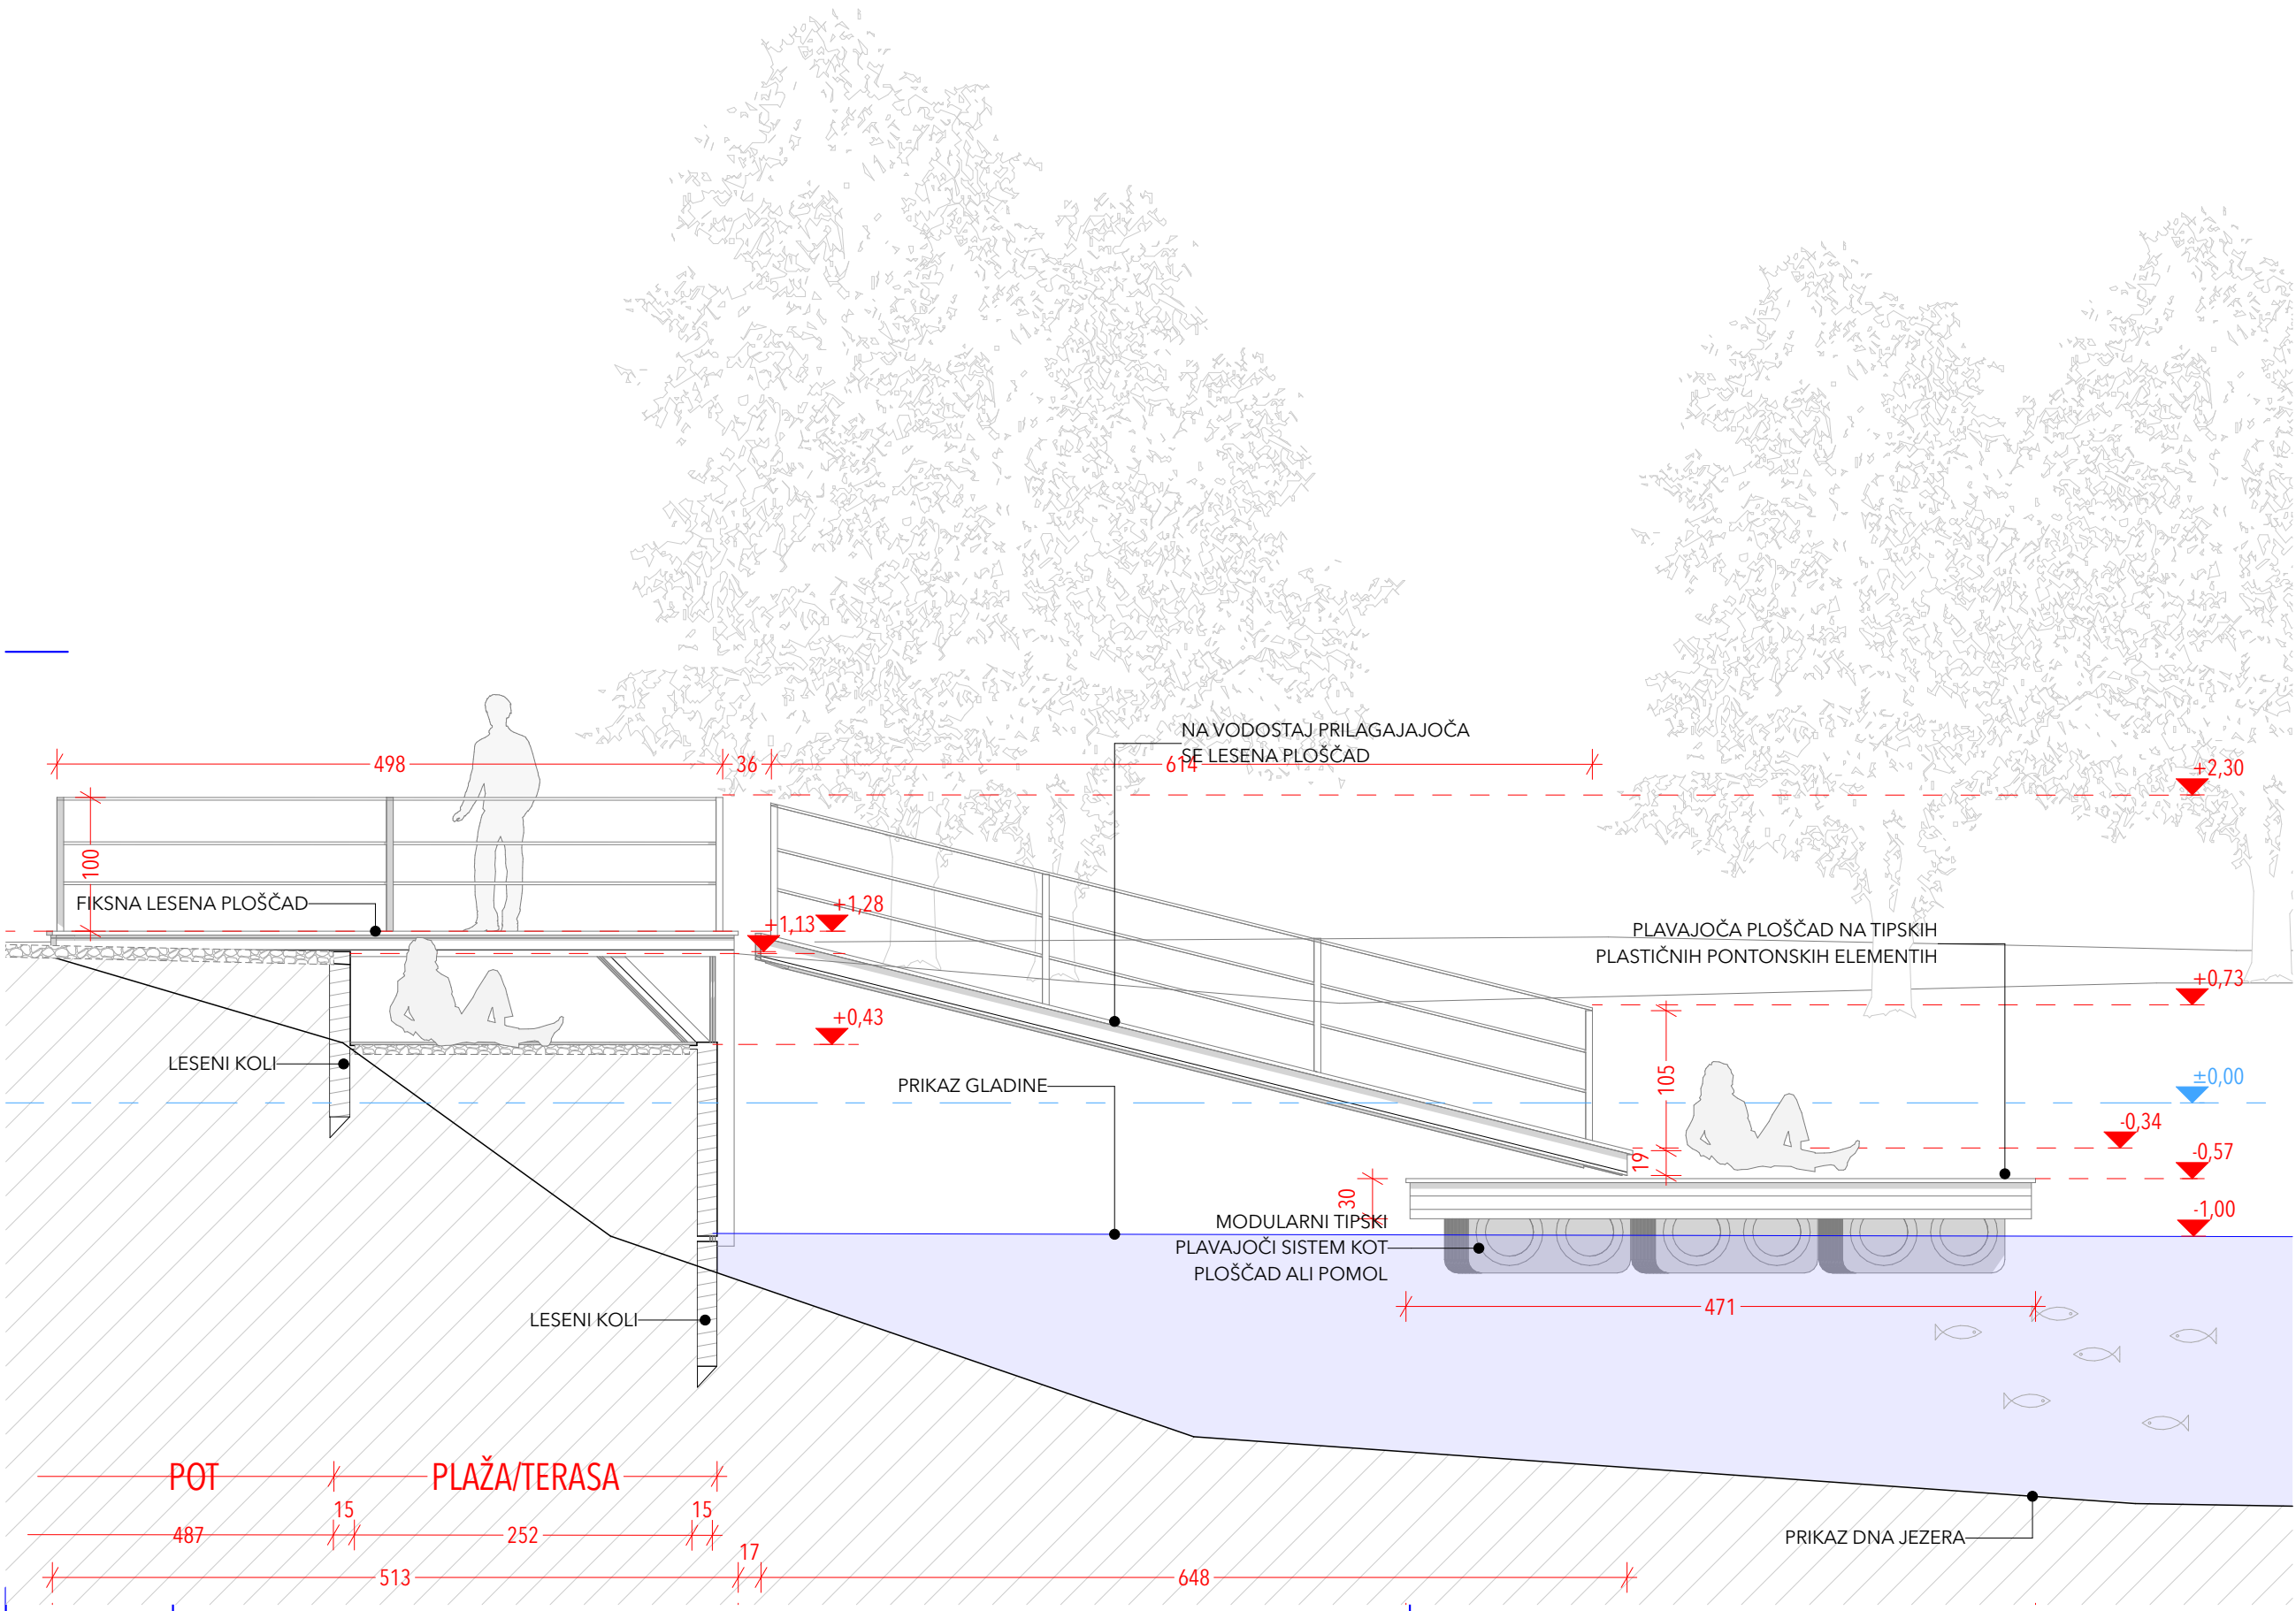 NA VODOSTAJ PRILAGAJAJOČA
SE LESENA PLOŠČAD
498
36
614
+2,30
100
FIKSNA LESENA PLOŠČAD
+1,28
+1,13
PLAVAJOČA PLOŠČAD NA TIPSKIH
PLASTIČNIH PONTONSKIH ELEMENTIH
+0,73
+0,43
LESENI KOLI
PRIKAZ GLADINE
105
±0,00
-0,34
19
-0,57
30
-1,00
MODULARNI TIPSKI
PLAVAJOČI SISTEM KOT
PLOŠČAD ALI POMOL
471
LESENI KOLI
POT
PLAŽA/TERASA
15
15
487
252
PRIKAZ DNA JEZERA
17
513
648